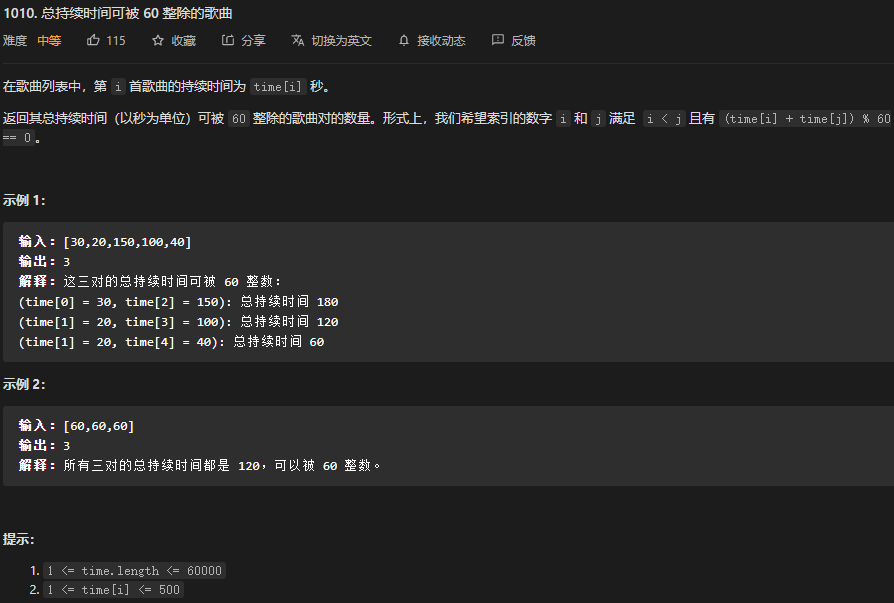 1010. 总持续时间可被 60 整除的歌曲
难度 中等 115 收藏 分享 切换为英文 接收动态 反馈
在歌曲列表中，第 i 首歌曲的持续时间为 time[i] 秒。
返回其总持续时间（以秒为单位）可被 60 整除的歌曲对的数量。形式上，我们希望索引的数字 i 和 j 满足 i < j 且有 (time[i] + time[j]) % 60
== 0 。
示例 1：
输入：[30,20,150,100,40]
输出：3
解释：这三对的总持续时间可被 60 整数：
(time[0] = 30, time[2] = 150): 总持续时间 180
(time[1] = 20, time[3] = 100): 总持续时间 120
(time[1] = 20, time[4] = 40): 总持续时间 60
示例 2：
输入：[60,60,60]
输出：3
解释：所有三对的总持续时间都是 120，可以被 60 整数。
提示：
1. 1 <= time.length <= 60000
2. 1 <= time[i] <= 500